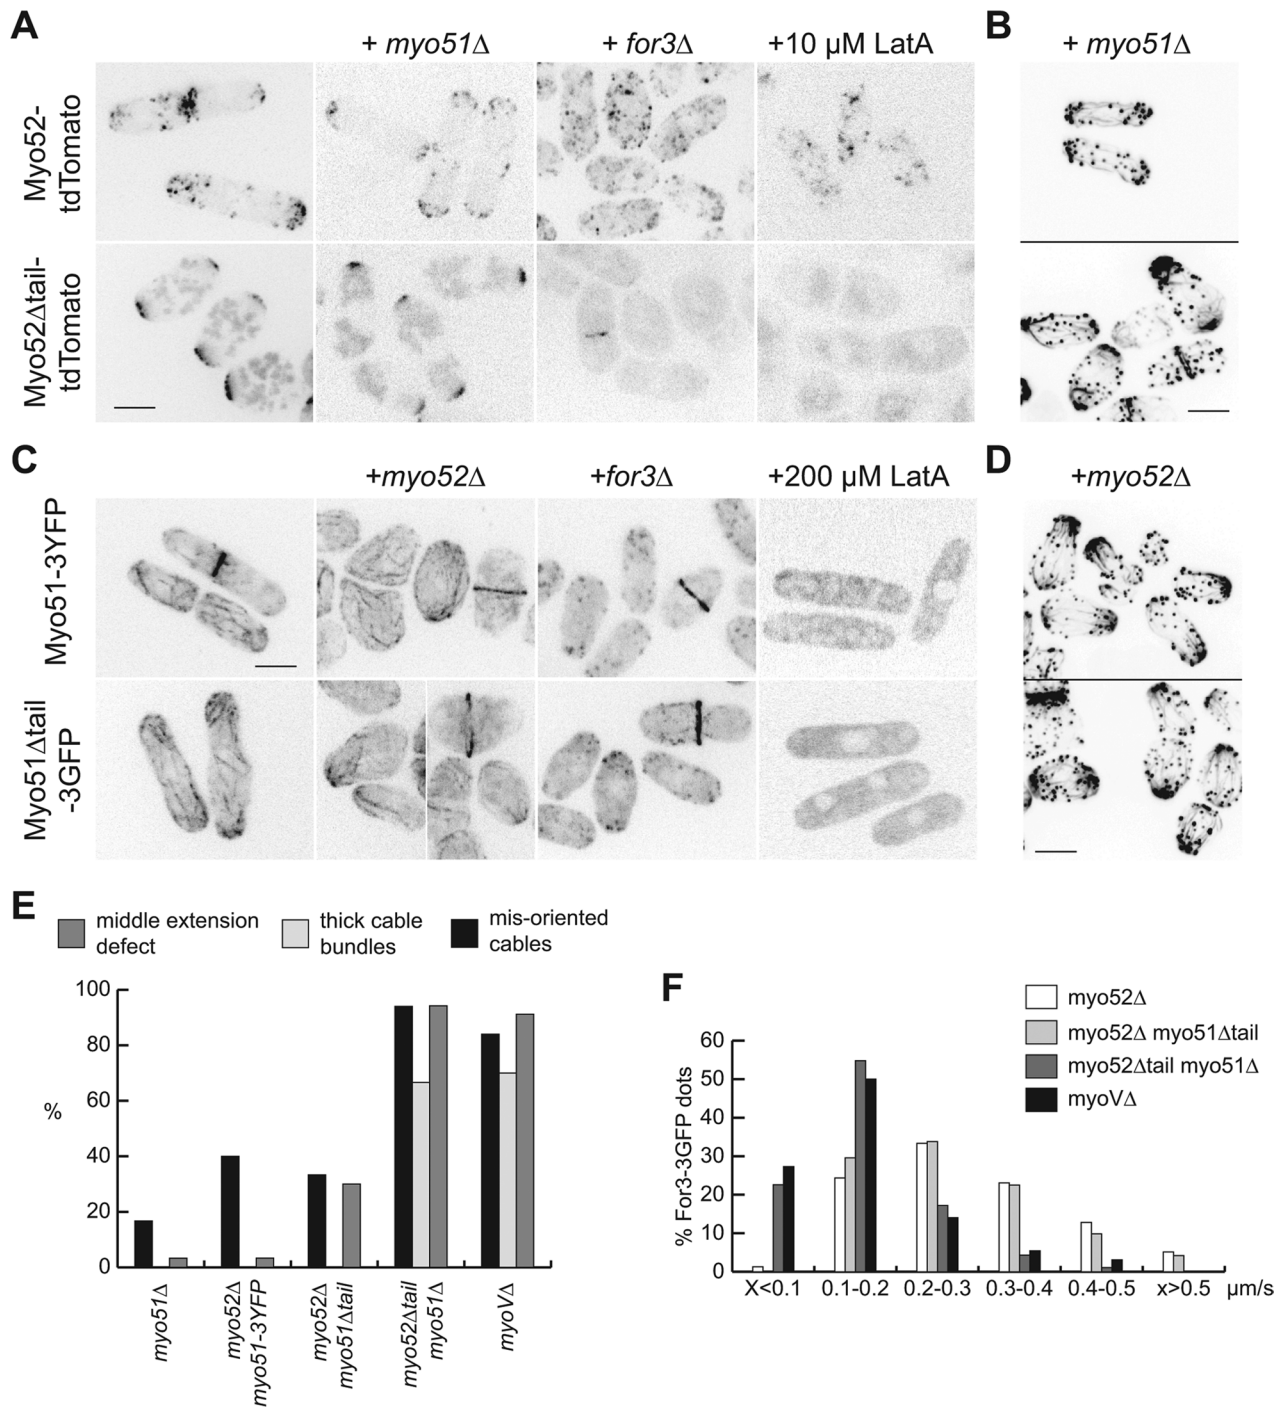 A
B
+ myo51Δ
+ for3Δ
+10 µM LatA
+ myo51Δ
Myo52-
tdTomato
Myo52Δtail-
tdTomato
C
D
+myo52Δ
+for3Δ
+200 µM LatA
+myo52Δ
Myo51-3YFP
Myo51Δtail
-3GFP
E
middle extension
defect
thick cable
bundles
mis-oriented
cables
100
80
60
40
20
0
%
myo51Δ
myo52Δ
myo51-3YFP
myo52Δ
myo51Δtail
myo52Δtail
myo51Δ
myoVΔ
F
myo52Δ
myo52Δ myo51Δtail
myo52Δtail myo51Δ
myoVΔ
60
50
40
30
20
10
0
% For3-3GFP dots
X<0.1
0.1-0.2
0.2-0.3
0.3-0.4
0.4-0.5
x>0.5
µm/s